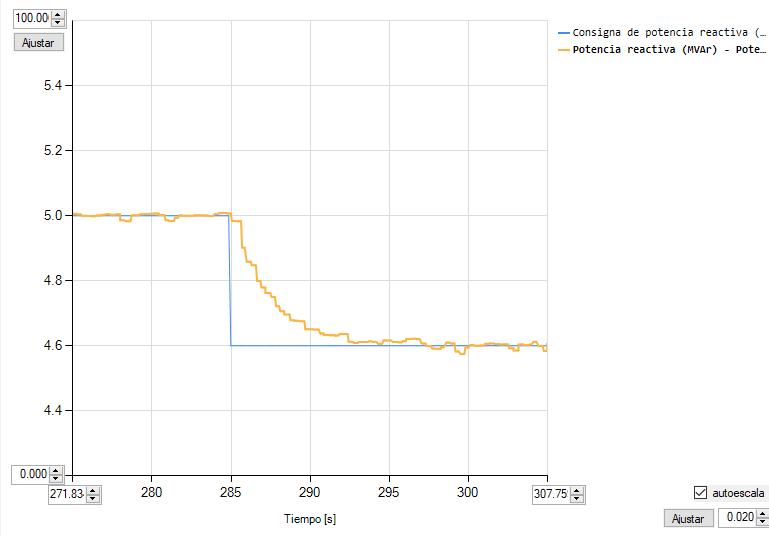 100.00
Ajustar
Consigna de potencia reactiva (…
Potencia reactiva (MVAr) - Pote…
5.4
5.2
5.0
4.8
4.6
4.4
0.000
271.83
280
285
290
295
300
307.75
autoescala
Tiempo [s]
Ajustar
0.020